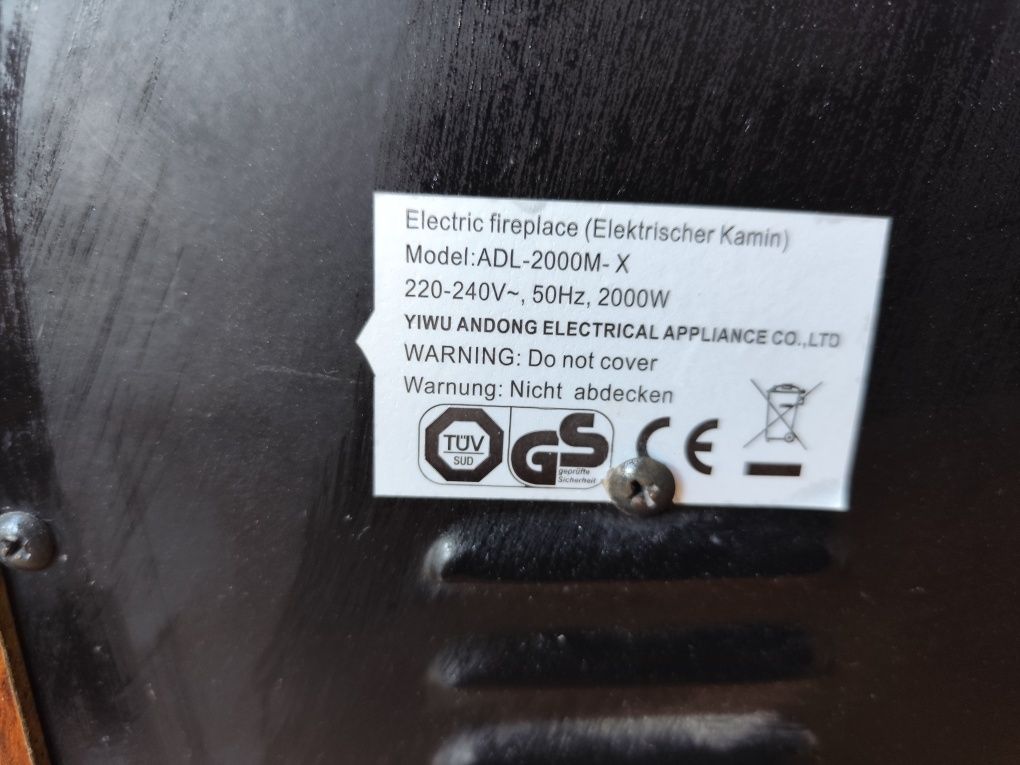 Electric fireplace (Elektrischer Kamin)
Model:ADL-2000M- X
220-240V~, 50Hz, 2000W
YIWU ANDONG ELECTRICAL APPLIANCE CO.,LTD
WARNING: Do not cover
Warnung: Nicht abdecken
TÜV
SUD
GS
geprüfte
Sicherheit
CE